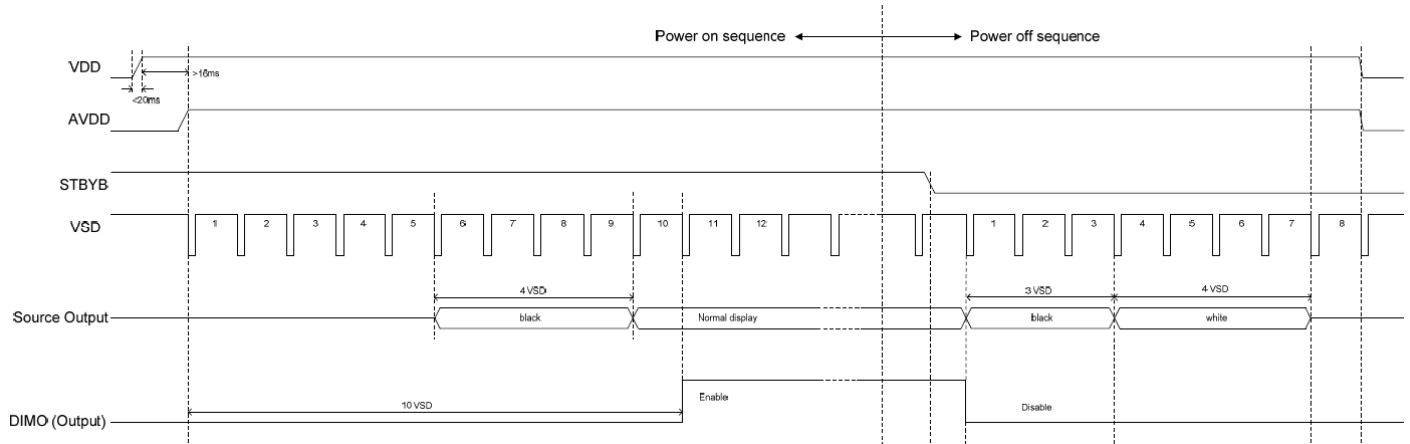 Power on sequence
Power off sequence
VDD
>16ms
<20ms
AVDD
STBYB
VSD
1 2 3 4 5 6 7 8 9 10 11 12 1 2 3 4 5 6 7 8
4 VSD
3 VSD
4 VSD
Source Output
black
Normal display
black
white
Enable
10 VSD
Disable
DIMO (Output)